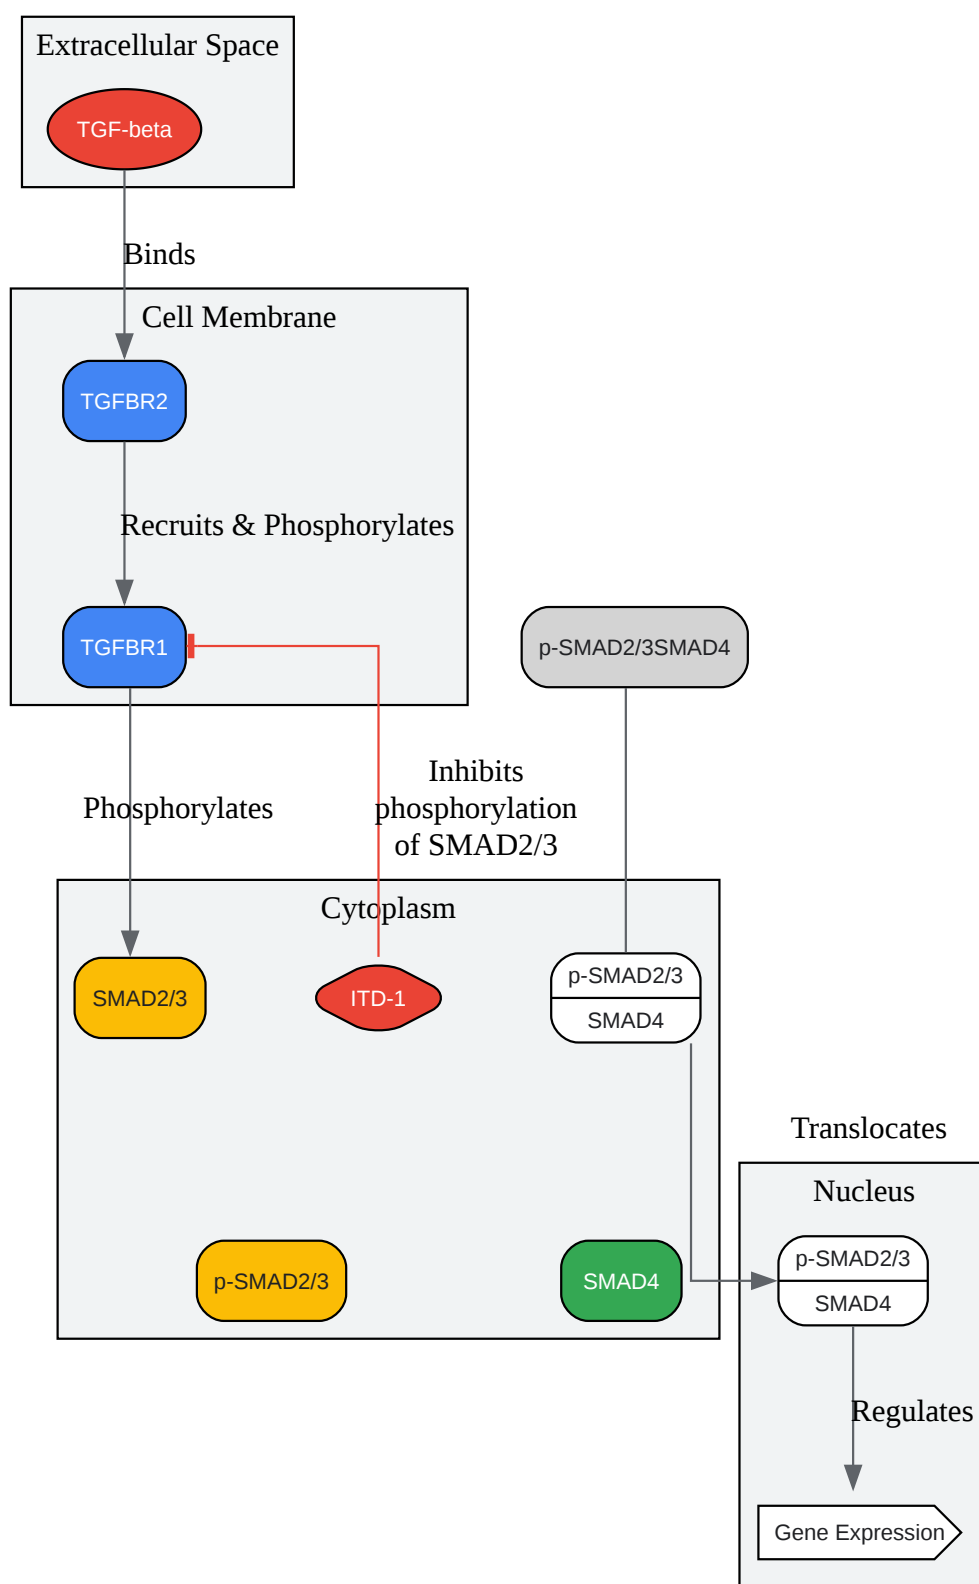 Extracellular Space
TGF-beta
Binds
Cell Membrane
TGFBR2
Recruits & Phosphorylates
TGFBR1
p-SMAD2/3SMAD4
Phosphorylates
Inhibits
phosphorylation
of SMAD2/3
Cytoplasm
SMAD2/3
ITD-1
p-SMAD2/3
SMAD4
Translocates
Nucleus
p-SMAD2/3
SMAD4
p-SMAD2/3
SMAD4
Regulates
Gene Expression